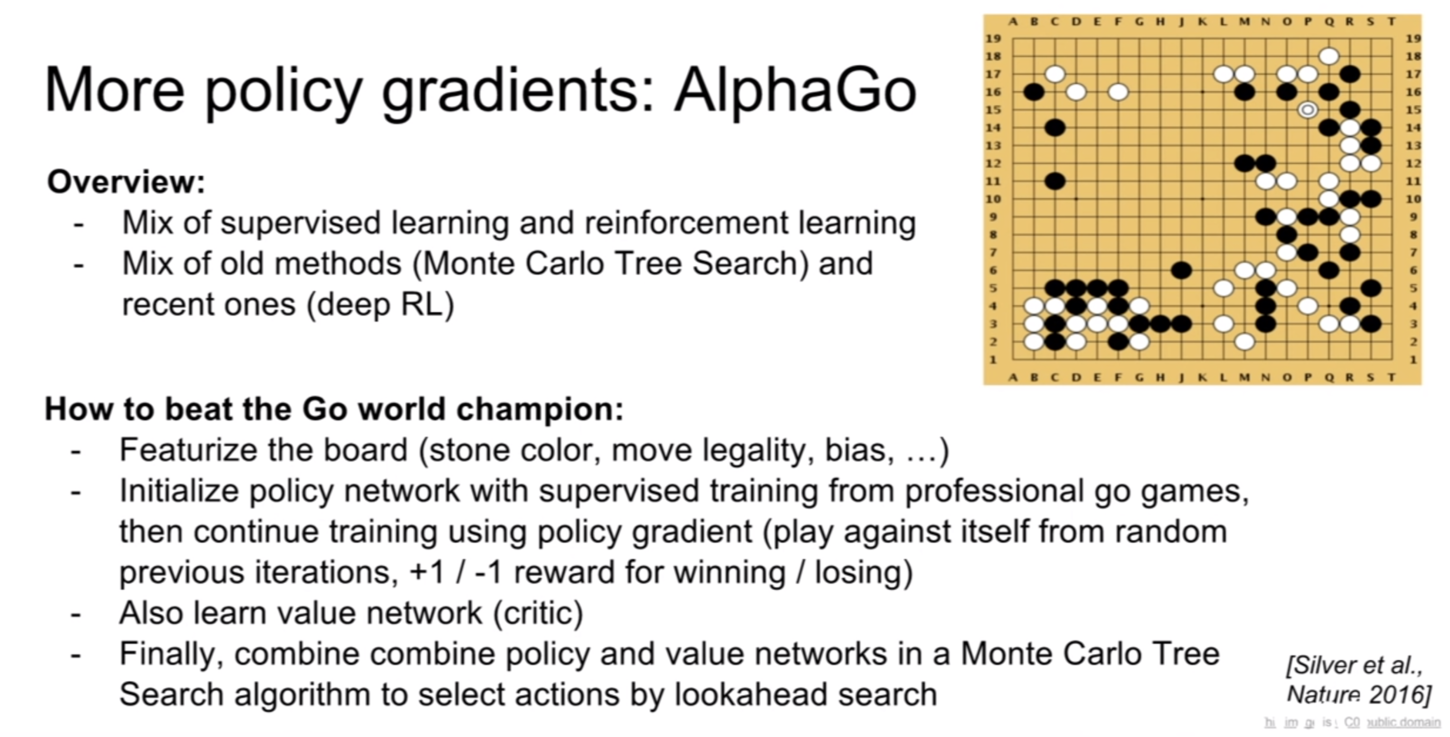 More policy gradients: AlphaGo
Overview:
- Mix of supervised learning and reinforcement learning
- Mix of old methods (Monte Carlo Tree Search) and
recent ones (deep RL)
How to beat the Go world champion:
- Featurize the board (stone color, move legality, bias, …)
- Initialize policy network with supervised training from professional go games,
then continue training using policy gradient (play against itself from random
previous iterations, +1 / -1 reward for winning / losing)
- Also learn value network (critic)
- Finally, combine combine policy and value networks in a Monte Carlo Tree
Search algorithm to select actions by lookahead search
A B C D E F G H J K L M N O P Q R S T
19 19
18 18
17 17
16 16
15 15
14 14
13 13
12 12
11 11
10 10
9 9
8 8
7 7
6 6
5 5
4 4
3 3
2 2
1 1
A B C D E F G H J K L M N O P Q R S T
[Silver et al.,
Nature 2016]
is public domain